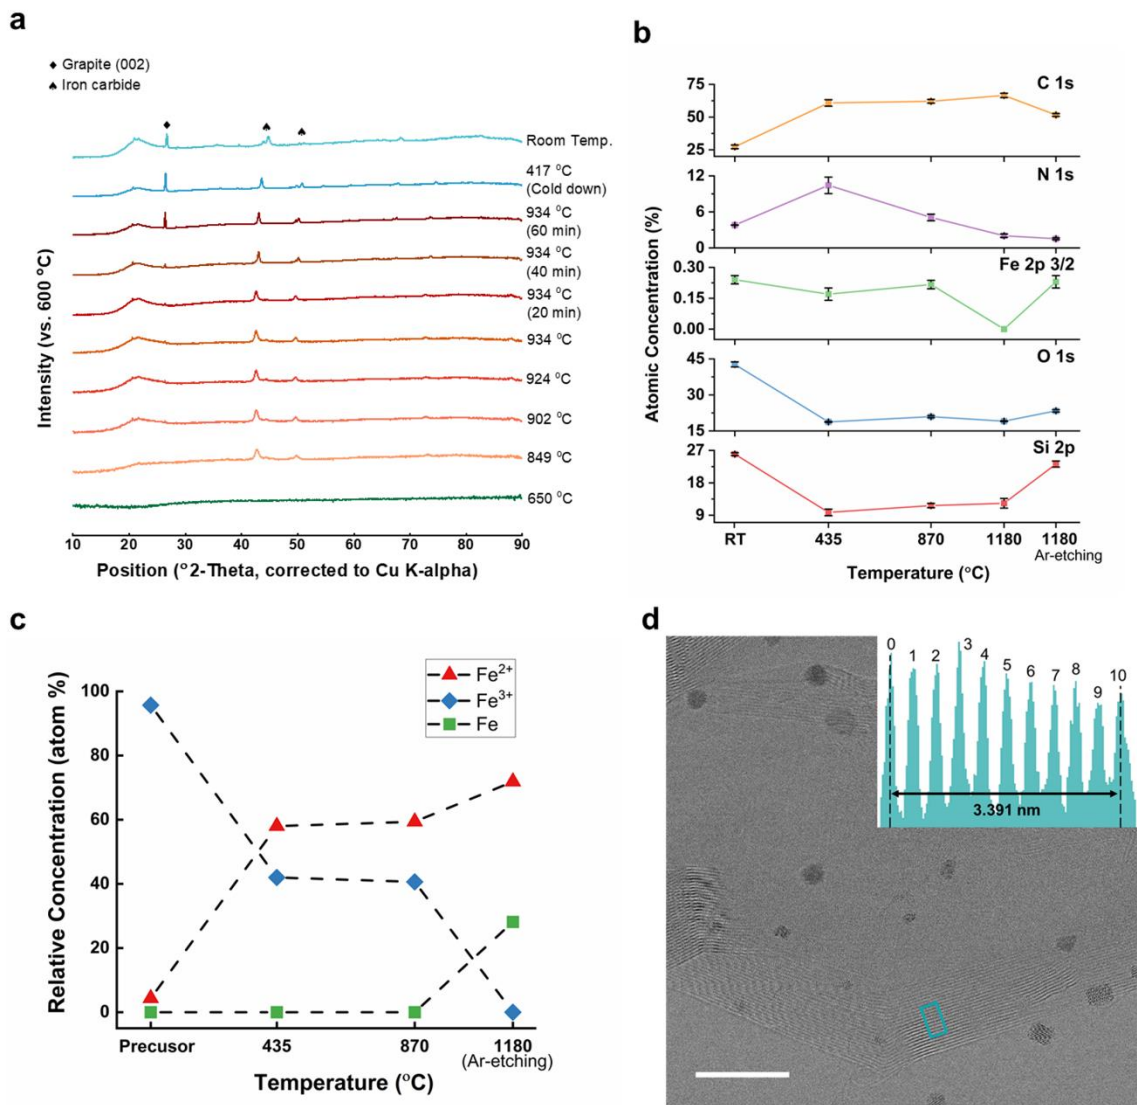 a
♦ Grapite (002)
♠ Iron carbide
Intensity (vs. 600 °C)
Room Temp.
417 °C
(Cold down)
934 °C
(60 min)
934 °C
(40 min)
934 °C
(20 min)
934 °C
924 °C
902 °C
849 °C
650 °C
10 20 30 40 50 60 70 80 90
Position (°2-Theta, corrected to Cu K-alpha)
b
Atomic Concentration (%)
C 1s
75
50
25
N 1s
12
6
0
Fe 2p 3/2
0.30
0.15
0.00
O 1s
45
30
15
Si 2p
27
18
9
RT 435 870 1180 1180
Ar-etching
Temperature (°C)
c
Relative Concentration (atom %)
Fe²⁺
Fe³⁺
Fe
100
80
60
40
20
0
Precusor 435 870 1180
(Ar-etching)
Temperature (°C)
d
0 1 2 3 4 5 6 7 8 9 10
3.391 nm